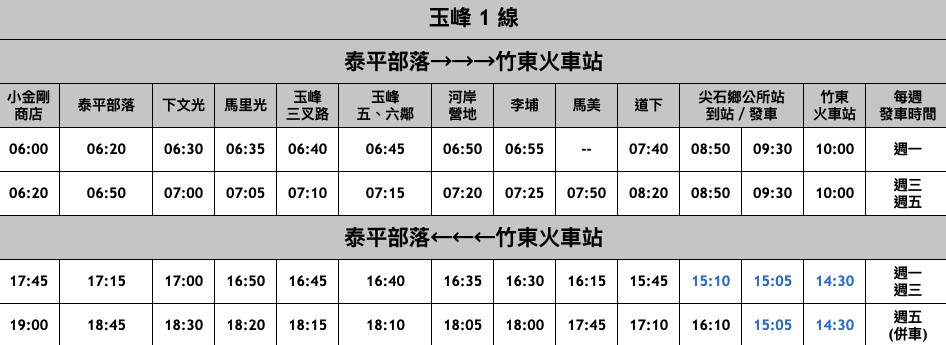 玉峰 1 線
泰平部落→→→竹東火車站
小金剛商店 泰平部落 下文光 馬里光 玉峰三叉路 玉峰五、六鄰 河岸營地 李埔 馬美 道下 尖石鄉公所站到站 / 發車 竹東火車站 每週發車時間
06:00 06:20 06:30 06:35 06:40 06:45 06:50 06:55 -- 07:40 08:50 09:30 10:00 週一
06:20 06:50 07:00 07:05 07:10 07:15 07:20 07:25 07:50 08:20 08:50 09:30 10:00 週三 週五
泰平部落←←←竹東火車站
17:45 17:15 17:00 16:50 16:45 16:40 16:35 16:30 16:15 15:45 15:10 15:05 14:30 週一 週三
19:00 18:45 18:30 18:20 18:15 18:10 18:05 18:00 17:45 17:10 16:10 15:05 14:30 週五 (併車)